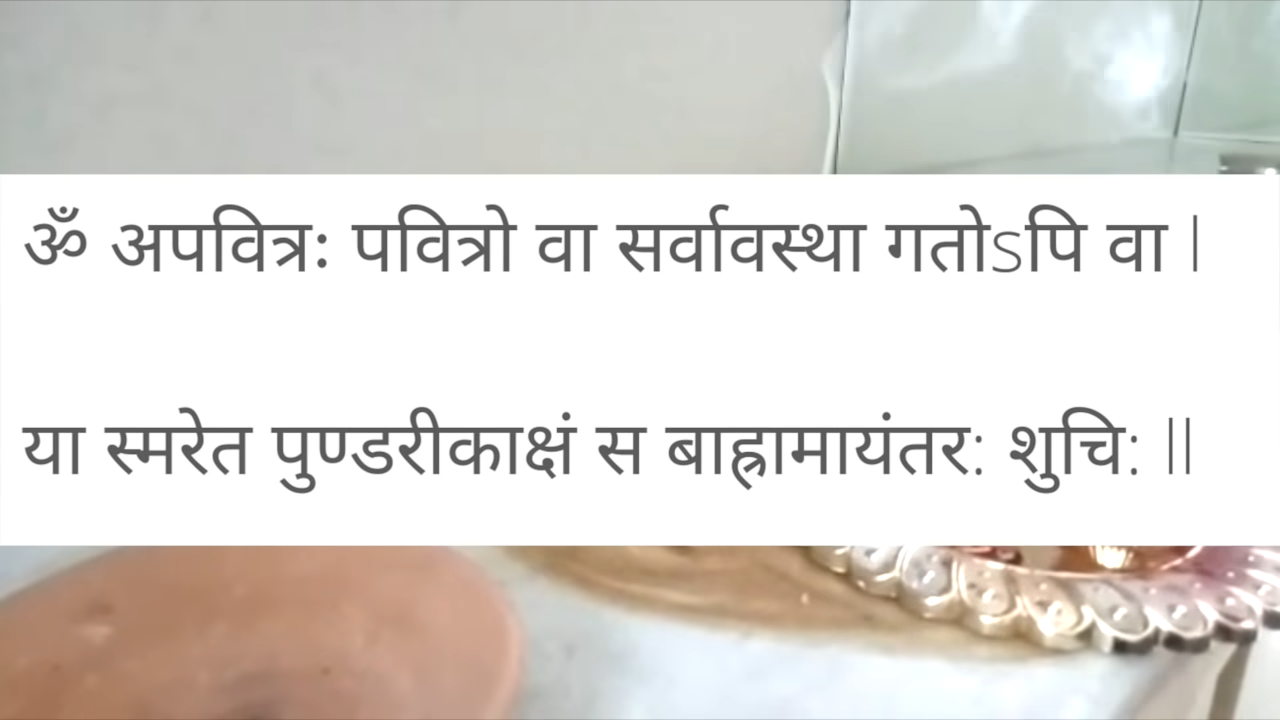 ॐ अपवित्रः पवित्रो वा सर्वावस्था गतोऽपि वा |
या स्मरेत पुण्डरीकाक्षं स बाह्रामायंतर: शुचि: ||